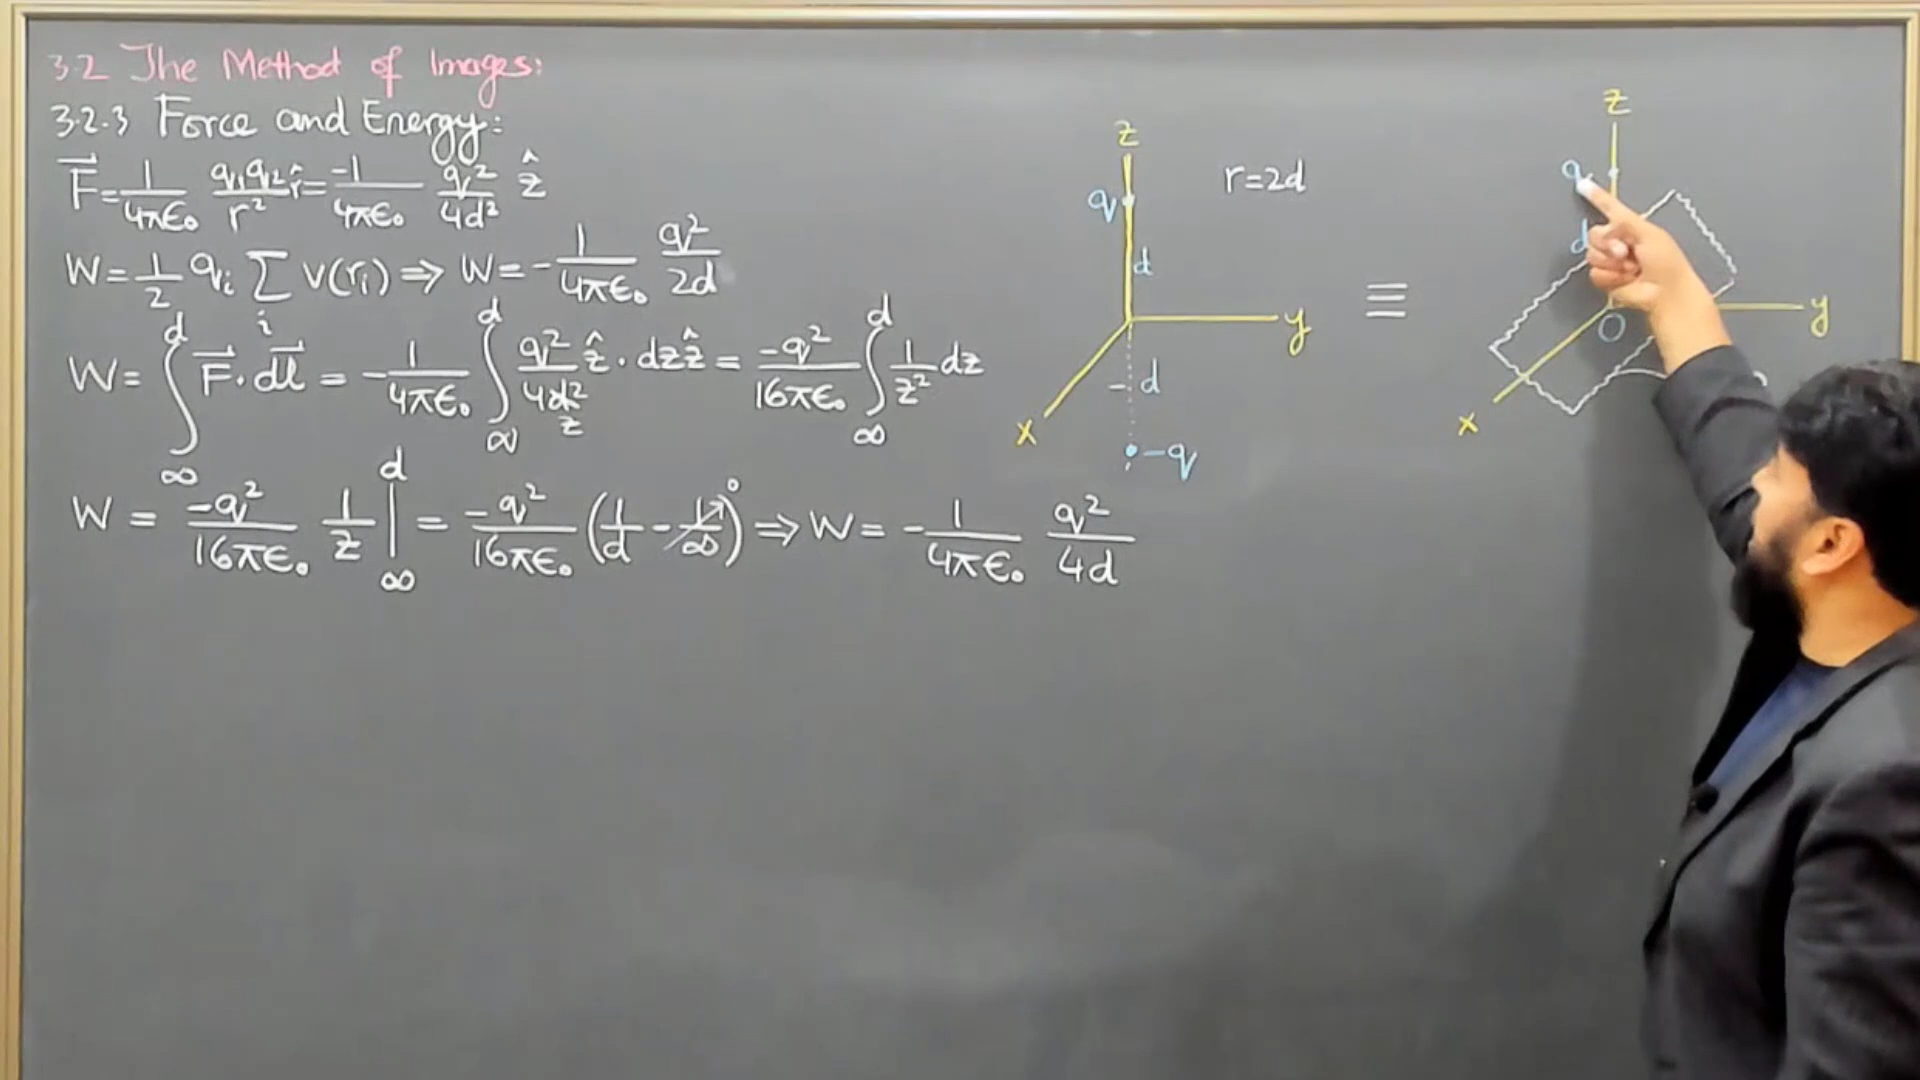 3.2 The Method of Images:
3.2.3 Force and Energy:
F⃗ = 1/4πϵ₀ q₁q₂/r² r̂ = -1/4πϵ₀ q²/4d² ẑ
W = 1/2 qᵢ ∑ᵢ V(rᵢ) ⇒ W = - 1/4πϵ₀ q²/2d
W = ∫_∞^d F⃗ · dl⃗ = - 1/4πϵ₀ ∫_∞^d q²/4d² z ẑ · dz ẑ = -q²/16πϵ₀ ∫_∞^d 1/z² dz
W = -q²/16πϵ₀ 1/z |_∞^d = -q²/16πϵ₀ (1/d - 1/∞ 0) ⇒ W = - 1/4πϵ₀ q²/4d
z
q
r=2d
d
y
x
d
-q
≡
z
q
d
O
y
x